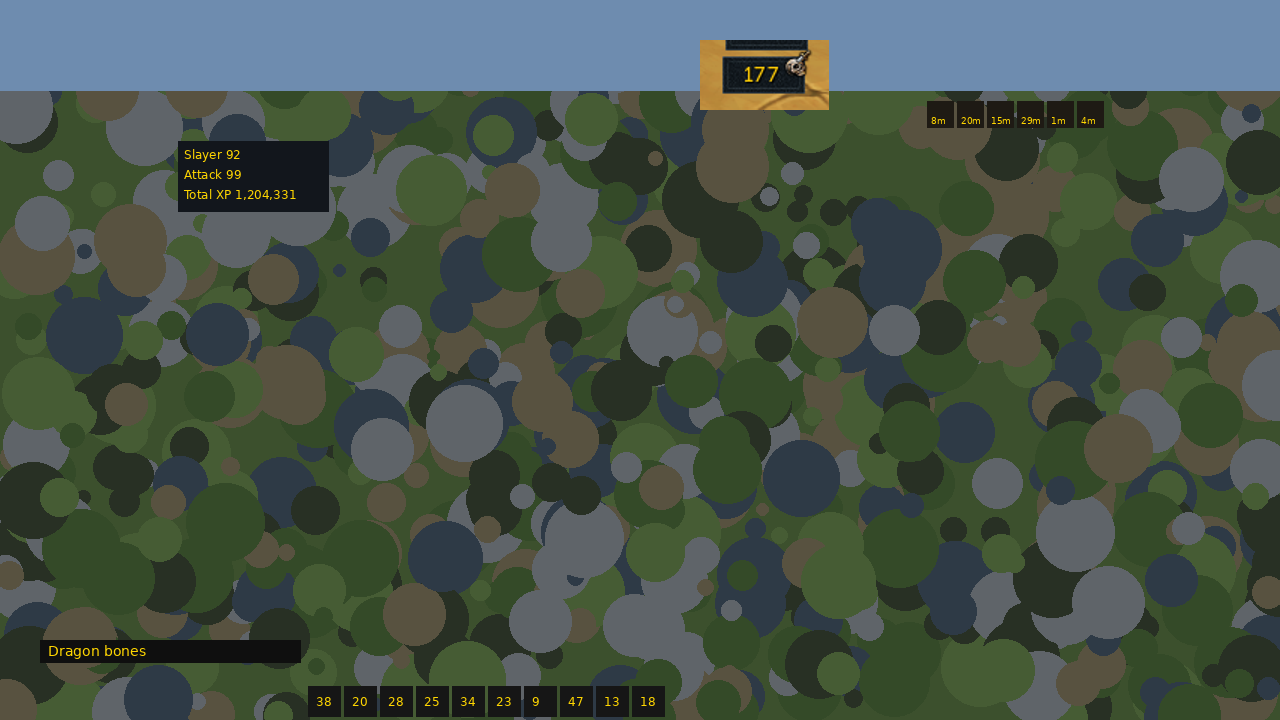 177
8m 20m 15m 29m 1m 4m
Slayer 92
Attack 99
Total XP 1,204,331
Dragon bones
38 20 28 25 34 23 9 47 13 18